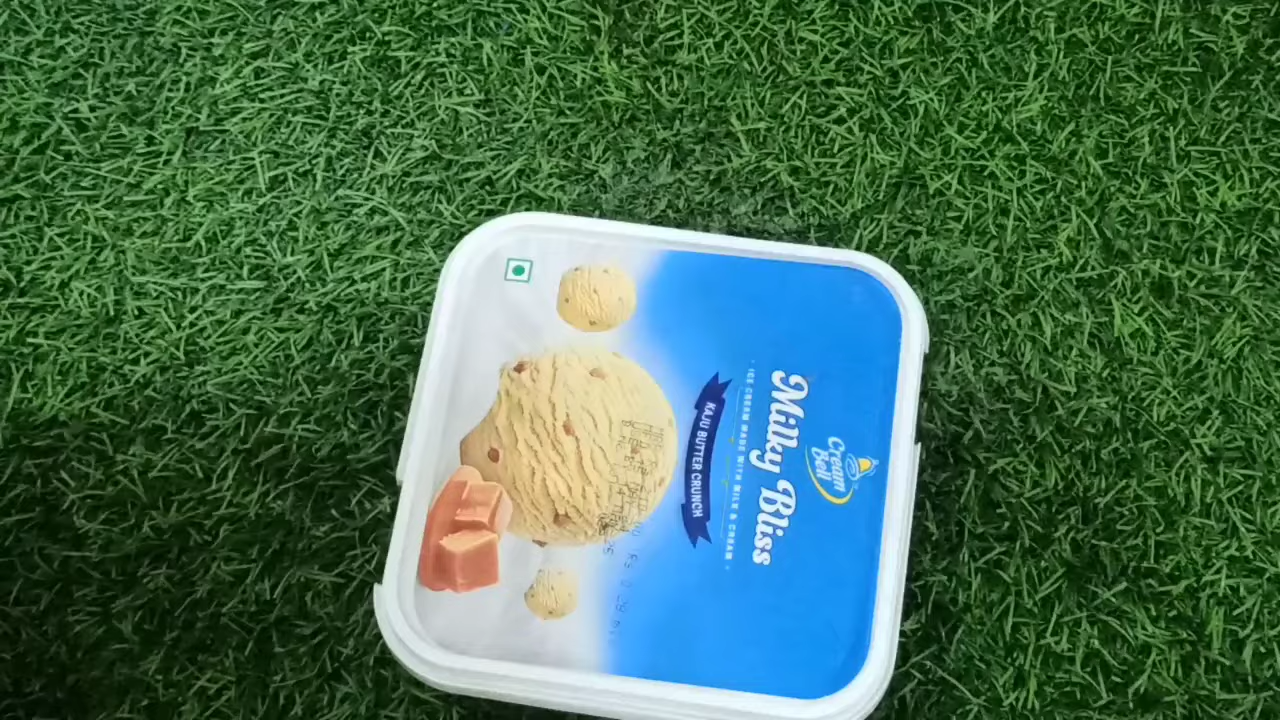 Cream
Bell
Milky Bliss
• ICE CREAM MADE WITH MILK & CREAM •
KAJU BUTTER CRUNCH